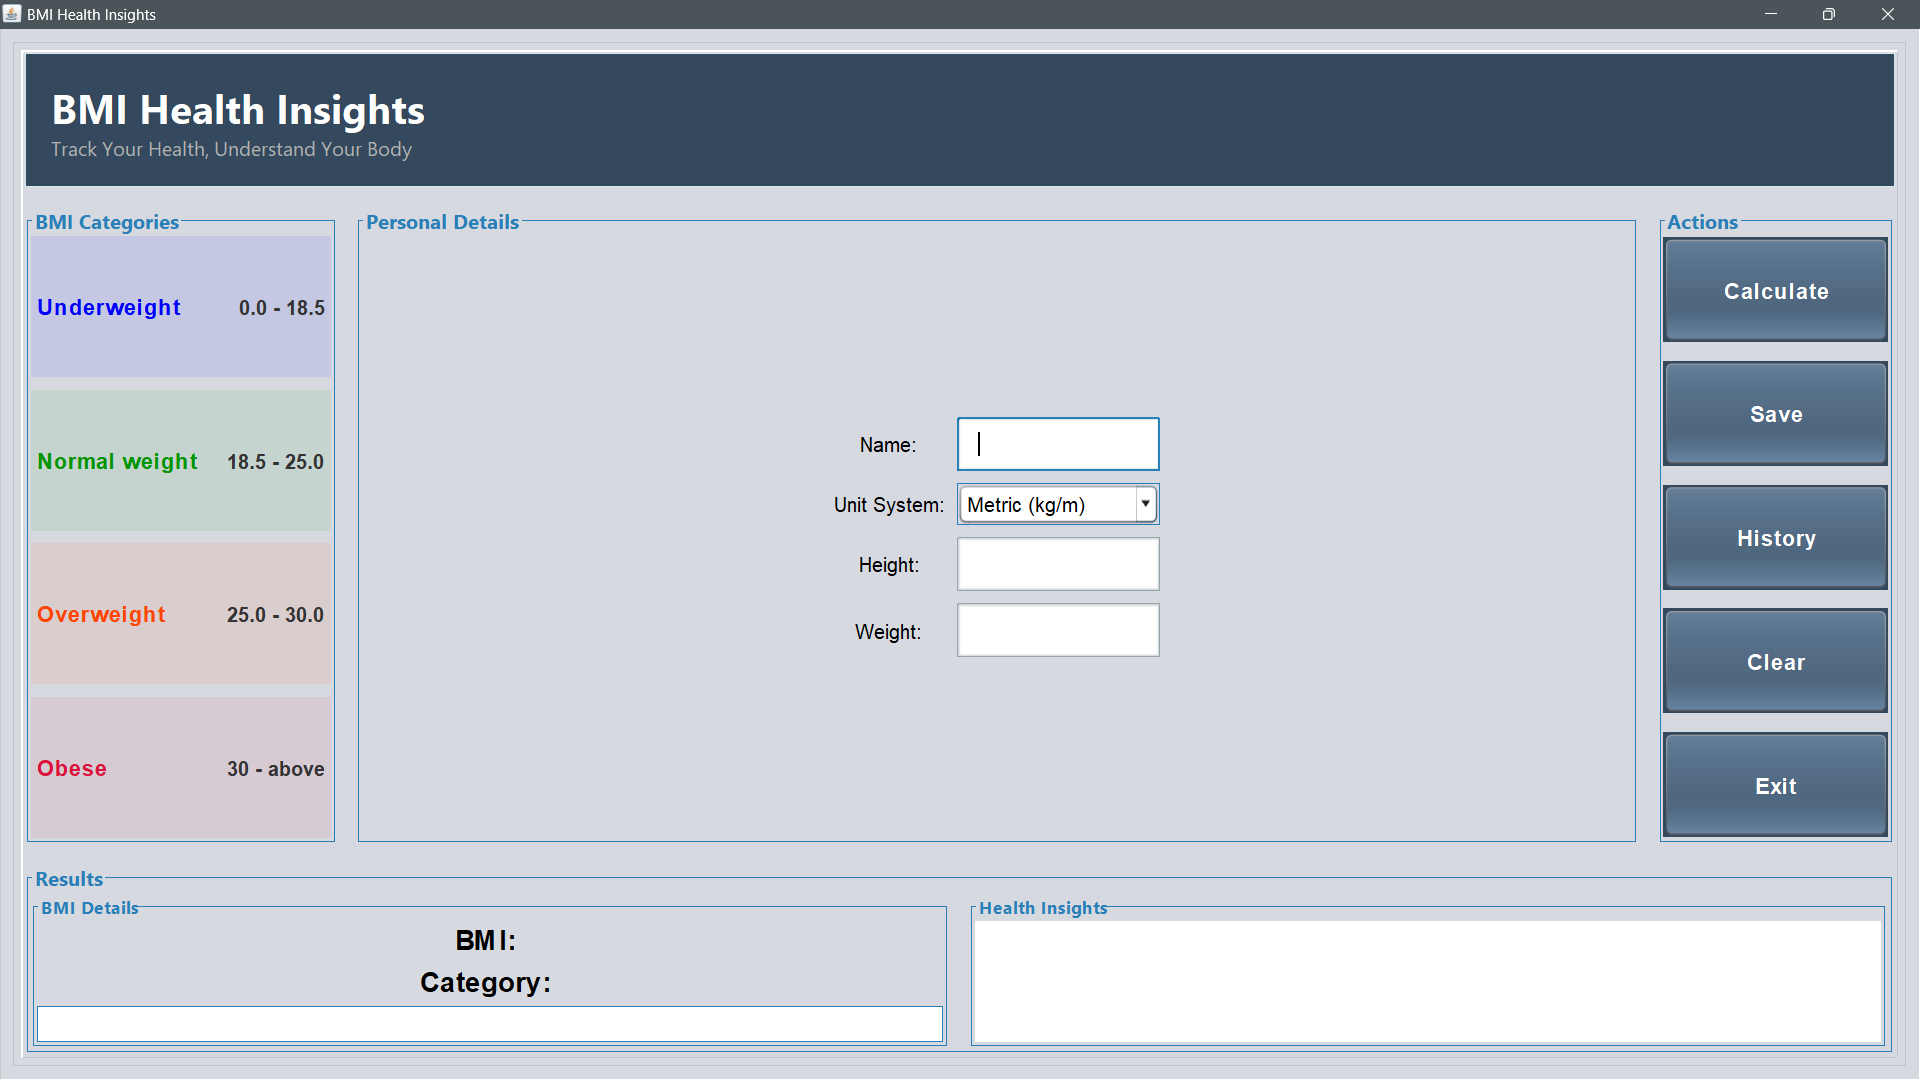 BMI Health Insights
BMI Health Insights
Track Your Health, Understand Your Body
BMI Categories
Underweight 0.0 - 18.5
Normal weight 18.5 - 25.0
Overweight 25.0 - 30.0
Obese 30 - above
Personal Details
Name:
Unit System: Metric (kg/m)
Height:
Weight:
Actions
Calculate
Save
History
Clear
Exit
Results
BMI Details
BMI:
Category:
Health Insights